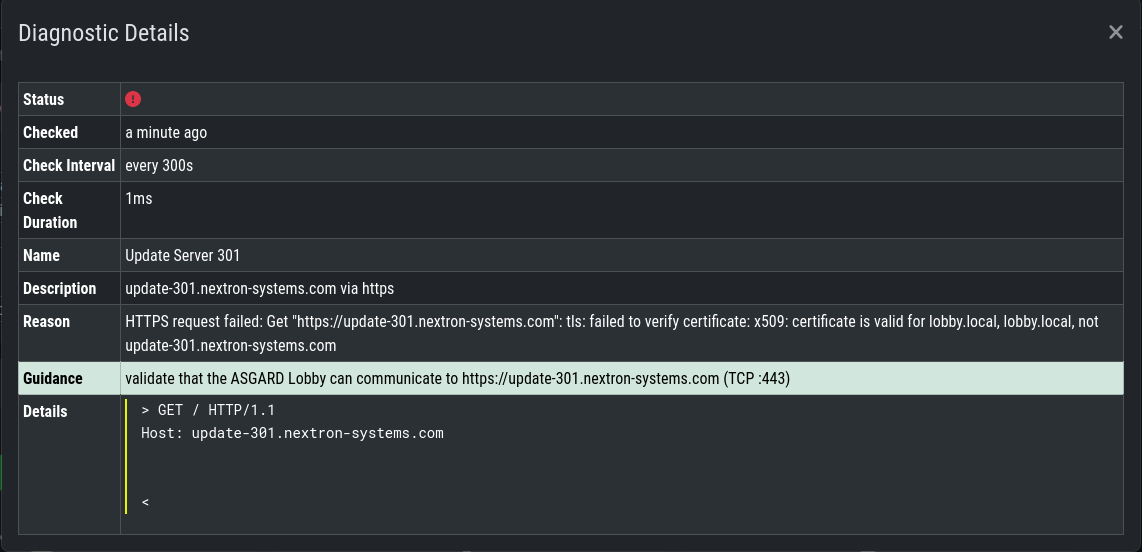 Diagnostic Details
Status
Checked a minute ago
Check Interval every 300s
Check Duration 1ms
Name Update Server 301
Description update-301.nextron-systems.com via https
Reason HTTPS request failed: Get "https://update-301.nextron-systems.com": tls: failed to verify certificate: x509: certificate is valid for lobby.local, lobby.local, not
update-301.nextron-systems.com
Guidance validate that the ASGARD Lobby can communicate to https://update-301.nextron-systems.com (TCP :443)
Details > GET / HTTP/1.1
Host: update-301.nextron-systems.com
<